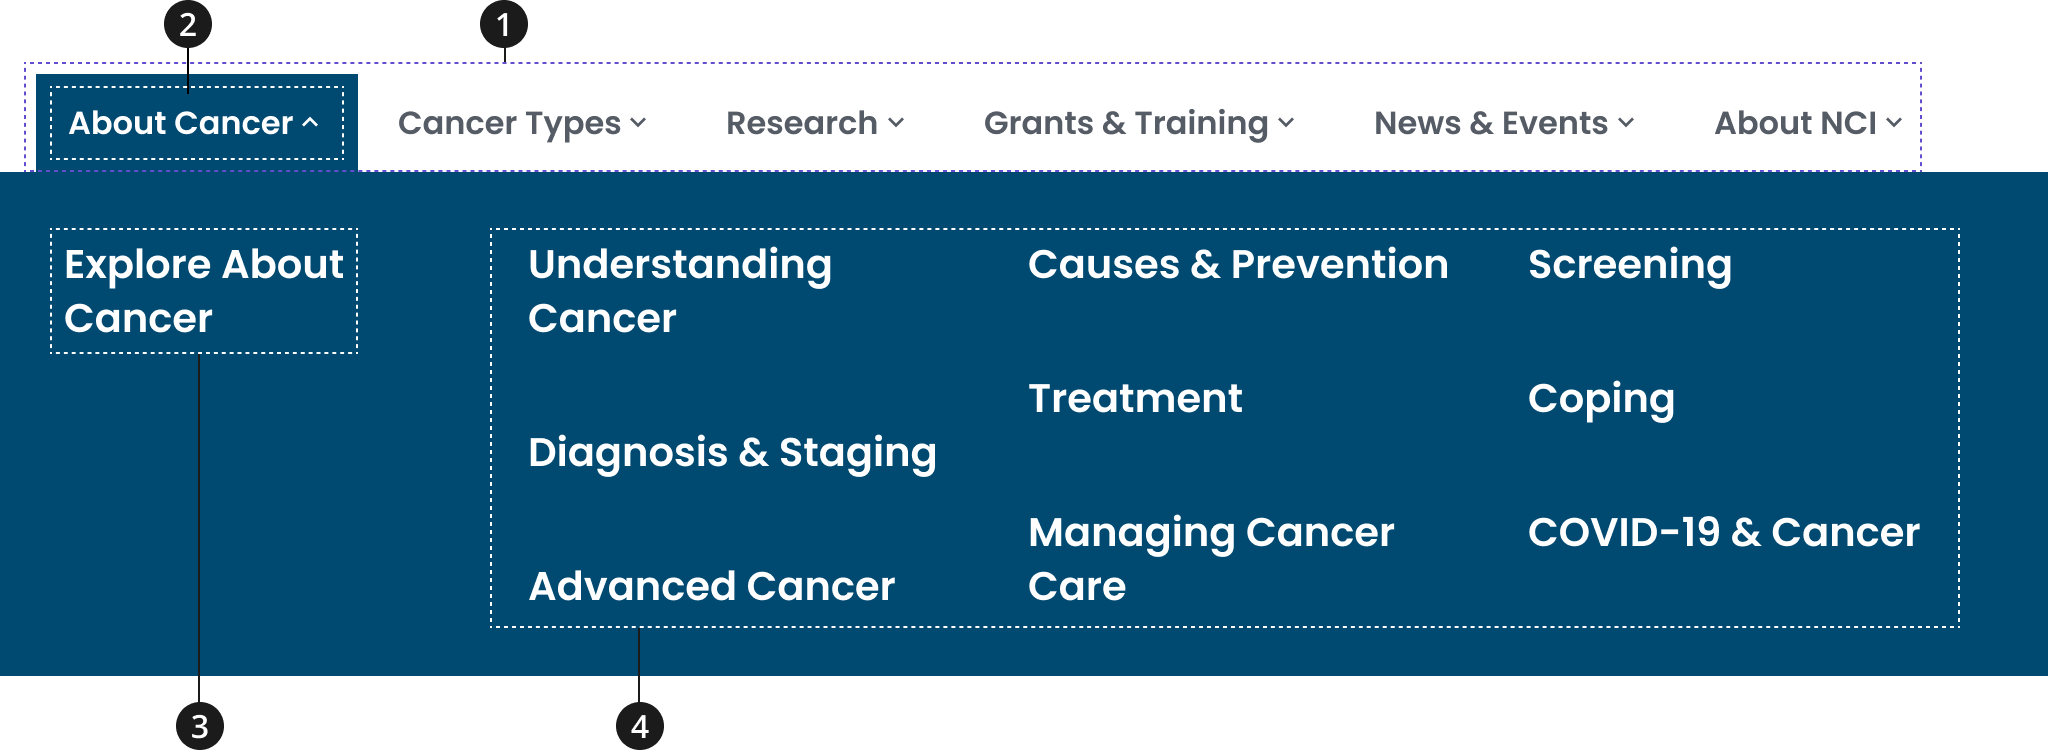 2
1
About Cancer
Cancer Types
Research
Grants & Training
News & Events
About NCI
Explore About
Cancer
Understanding
Cancer
Causes & Prevention
Screening
Diagnosis & Staging
Treatment
Coping
Advanced Cancer
Managing Cancer
Care
COVID-19 & Cancer
3
4